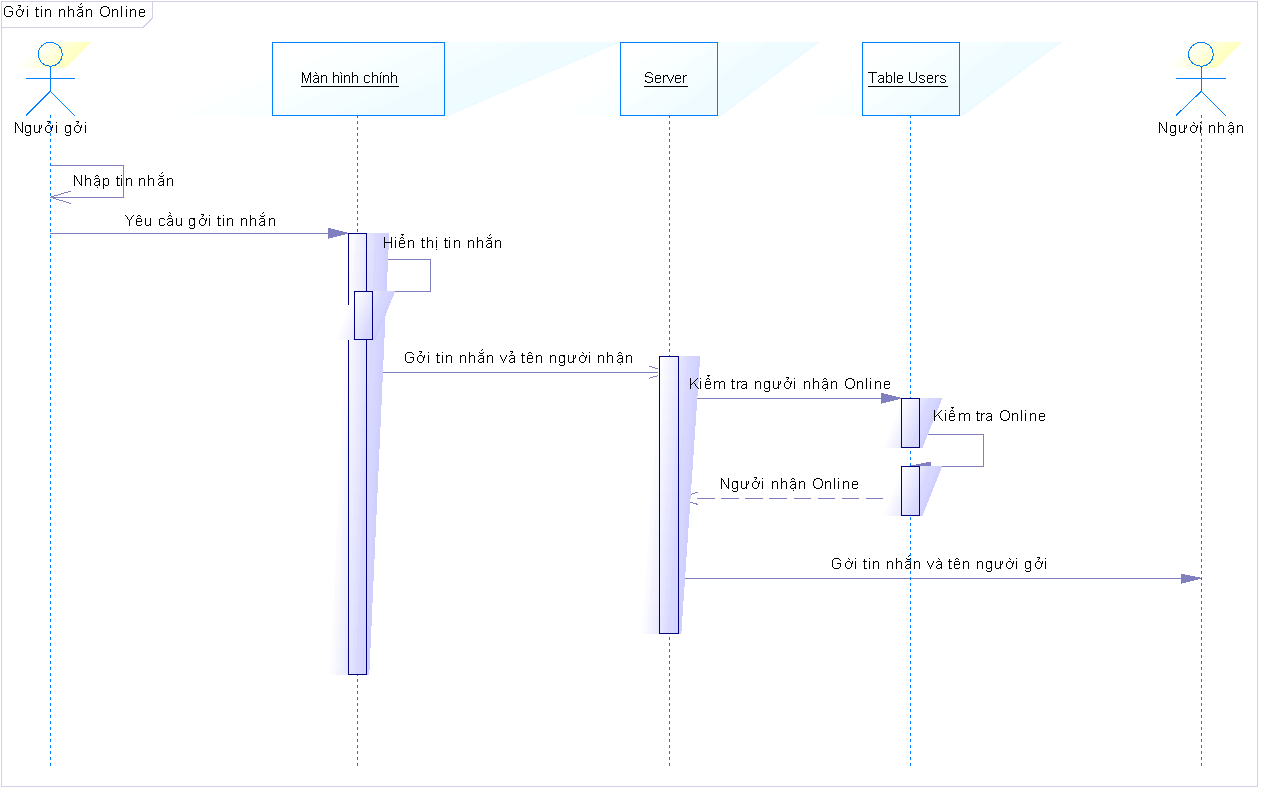 Gởi tin nhắn Online
Màn hình chính
Server
Table Users
Người gởi
Người nhận
Nhập tin nhắn
Yêu cầu gởi tin nhắn
Hiển thị tin nhắn
Gởi tin nhắn và tên người nhận
Kiểm tra người nhận Online
Kiểm tra Online
Người nhận Online
Gởi tin nhắn và tên người gởi